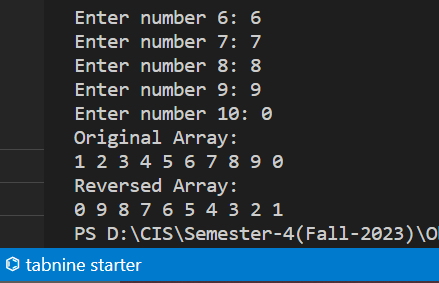 Enter number 6: 6
Enter number 7: 7
Enter number 8: 8
Enter number 9: 9
Enter number 10: 0
Original Array:
1 2 3 4 5 6 7 8 9 0
Reversed Array:
0 9 8 7 6 5 4 3 2 1
PS D:\CIS\Semester-4(Fall-2023)\
tabnine starter